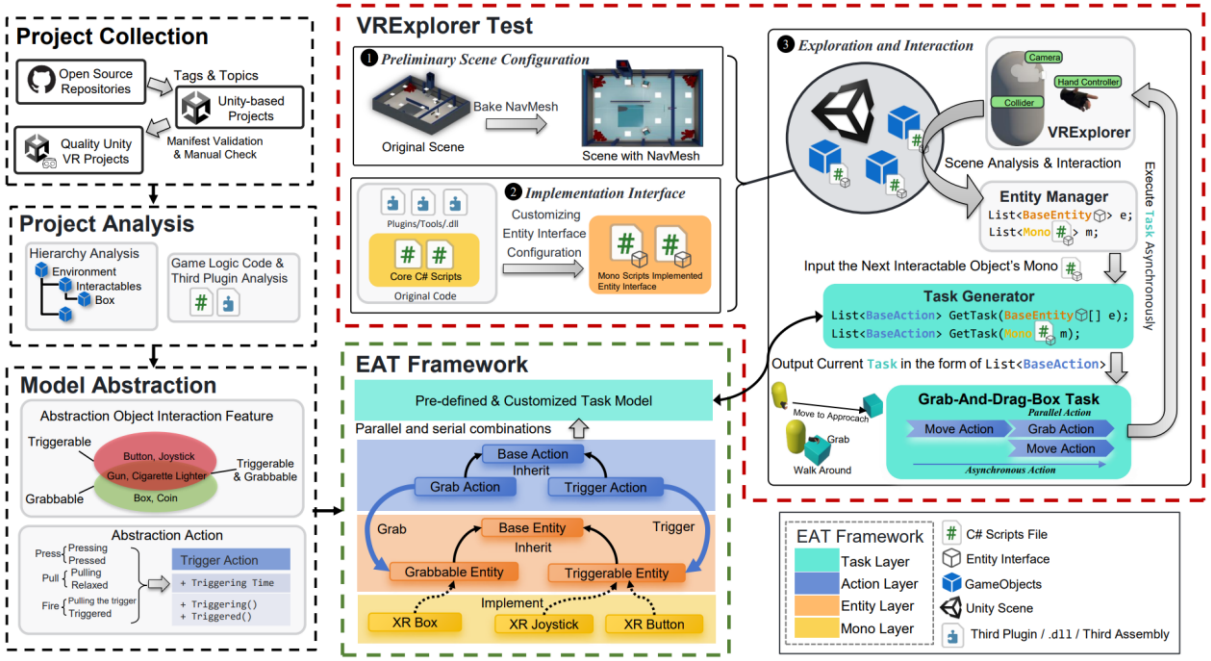 Project Collection
Open Source
Repositories
Tags & Topics
Unity-based
Projects
Quality Unity
VR Projects
Manifest Validation
& Manual Check
Project Analysis
Hierarchy Analysis
Environment
Interactables
Box
Game Logic Code &
Third Plugin Analysis
Model Abstraction
Abstraction Object Interaction Feature
Triggerable
Button, Joystick
Gun, Cigarette Lighter
Triggerable
& Grabbable
Grabbable
Box, Coin
Abstraction Action
Press
Pressing
Pressed
Pull
Pulling
Relaxed
Fire
Pulling the trigger
Triggered
Trigger Action
+ Triggering Time
+ Triggering()
+ Triggered()
VRExplorer Test
1 Preliminary Scene Configuration
Bake NavMesh
Original Scene
Scene with NavMesh
2 Implementation Interface
Plugins/Tools/.dll
Core C# Scripts
Original Code
Customizing
Entity Interface
Configuration
Mono Scripts Implemented
Entity Interface
3 Exploration and Interaction
Camera
Hand Controller
Collider
VRExplorer
Scene Analysis & Interaction
Entity Manager
List<BaseEntity> e;
List<Mono> m;
Execute Task Asynchronously
Input the Next Interactable Object's Mono
Task Generator
List<BaseAction> GetTask(BaseEntity[] e);
List<BaseAction> GetTask(Mono m);
Output Current Task in the form of List<BaseAction>
Move to Approach
Grab
Walk Around
Grab-And-Drag-Box Task
Parallel Action
Move Action
Grab Action
Move Action
Asynchronous Action
EAT Framework
Pre-defined & Customized Task Model
Parallel and serial combinations
Base Action
Inherit
Grab Action
Trigger Action
Grab
Trigger
Base Entity
Inherit
Grabbable Entity
Triggerable Entity
Implement
XR Box
XR Joystick
XR Button
EAT Framework
Task Layer
Action Layer
Entity Layer
Mono Layer
C# Scripts File
Entity Interface
GameObjects
Unity Scene
Third Plugin / .dll / Third Assembly